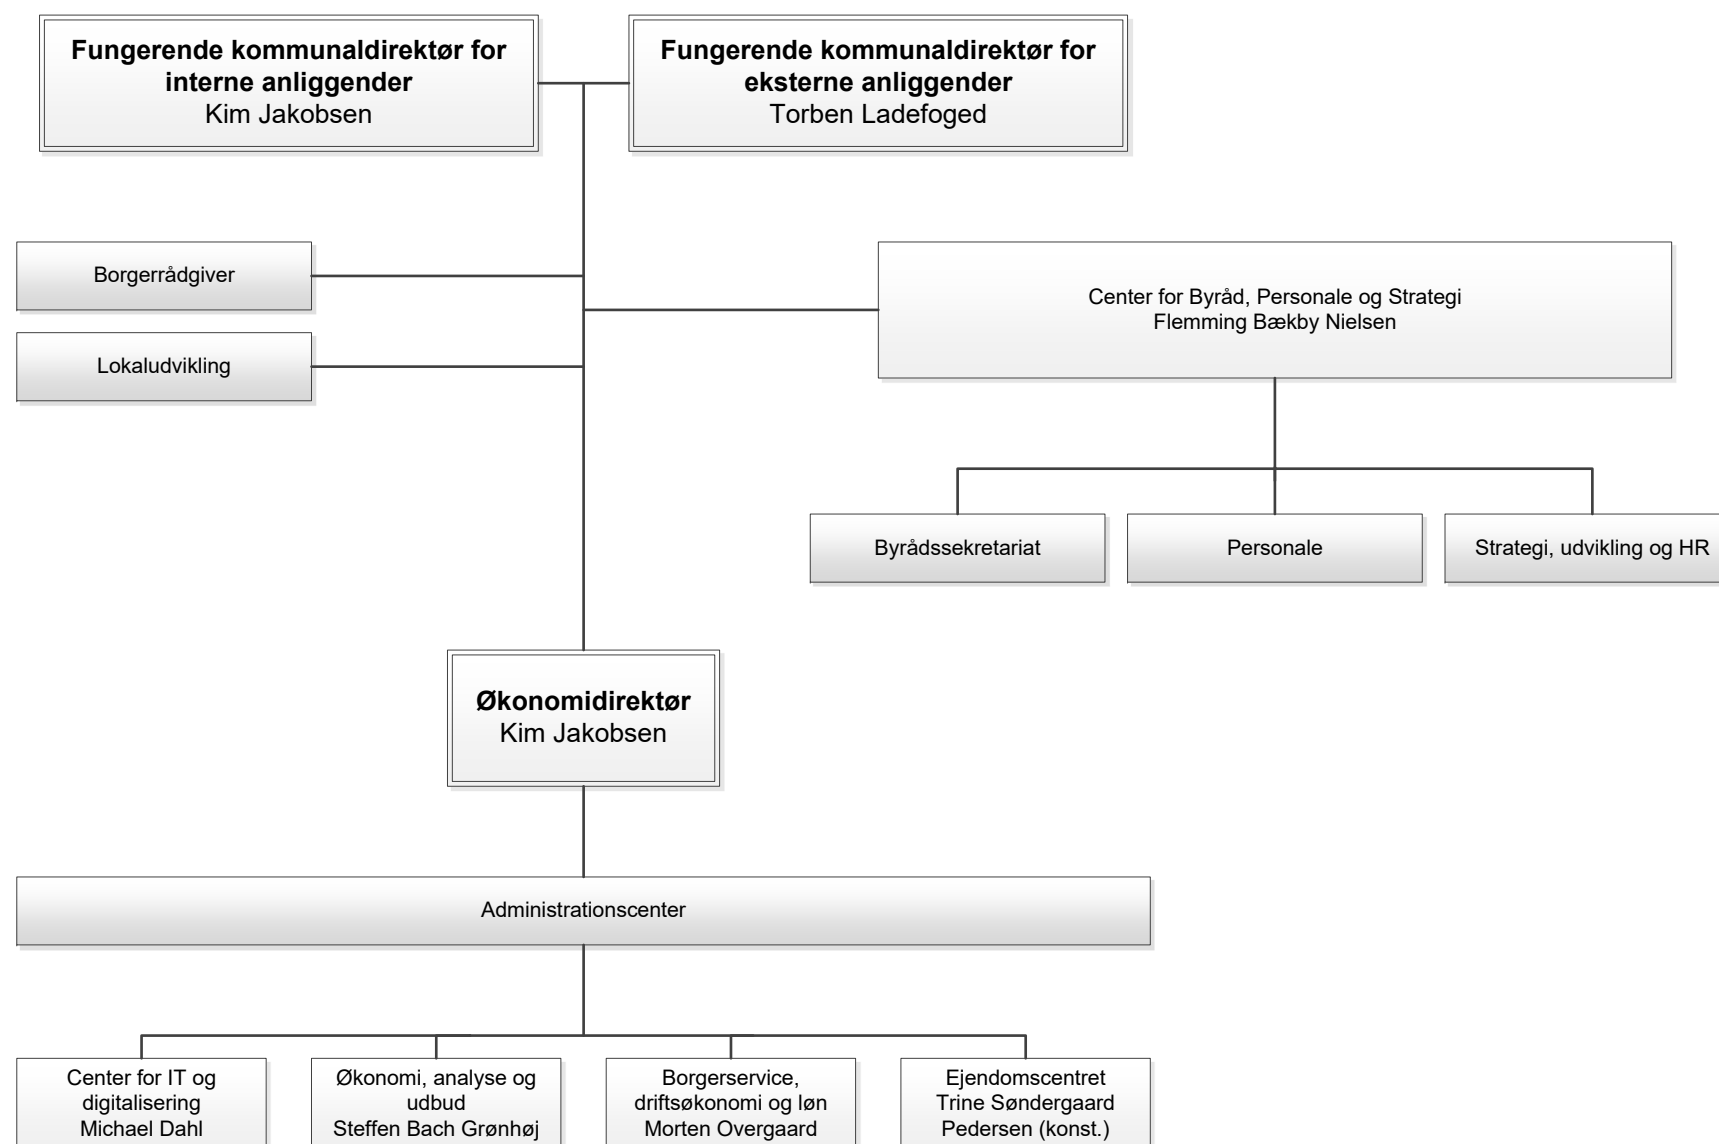 Fungerende kommunaldirektør for
interne anliggender
Kim Jakobsen
Fungerende kommunaldirektør for
eksterne anliggender
Torben Ladefoged
Borgerrådgiver
Lokaludvikling
Center for Byråd, Personale og Strategi
Flemming Bækby Nielsen
Byrådssekretariat
Personale
Strategi, udvikling og HR
Økonomidirektør
Kim Jakobsen
Administrationscenter
Center for IT og
digitalisering
Michael Dahl
Økonomi, analyse og
udbud
Steffen Bach Grønhøj
Borgerservice,
driftsøkonomi og løn
Morten Overgaard
Ejendomscentret
Trine Søndergaard
Pedersen (konst.)